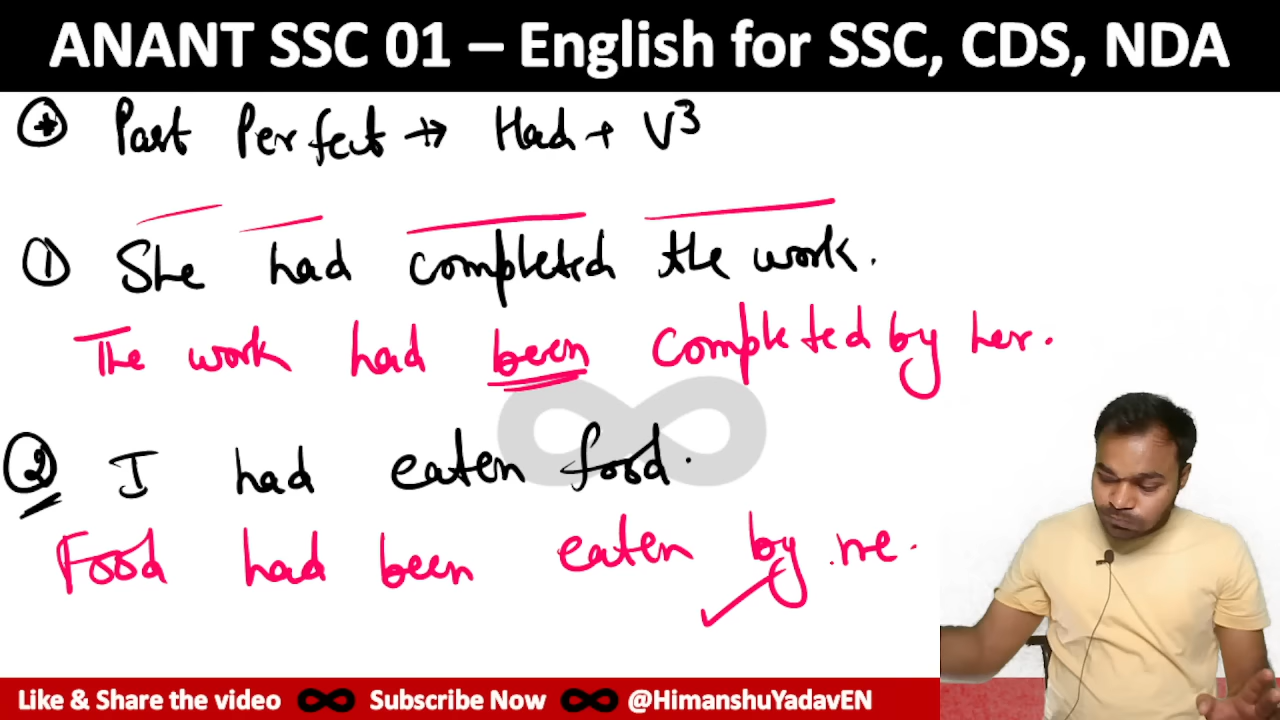 ANANT SSC 01 – English for SSC, CDS, NDA
+ Past Perfect → Had + V3
1 She had completed the work.
The work had been completed by her.
2 I had eaten food.
Food had been eaten by me.
Like & Share the video Subscribe Now @HimanshuYadavEN